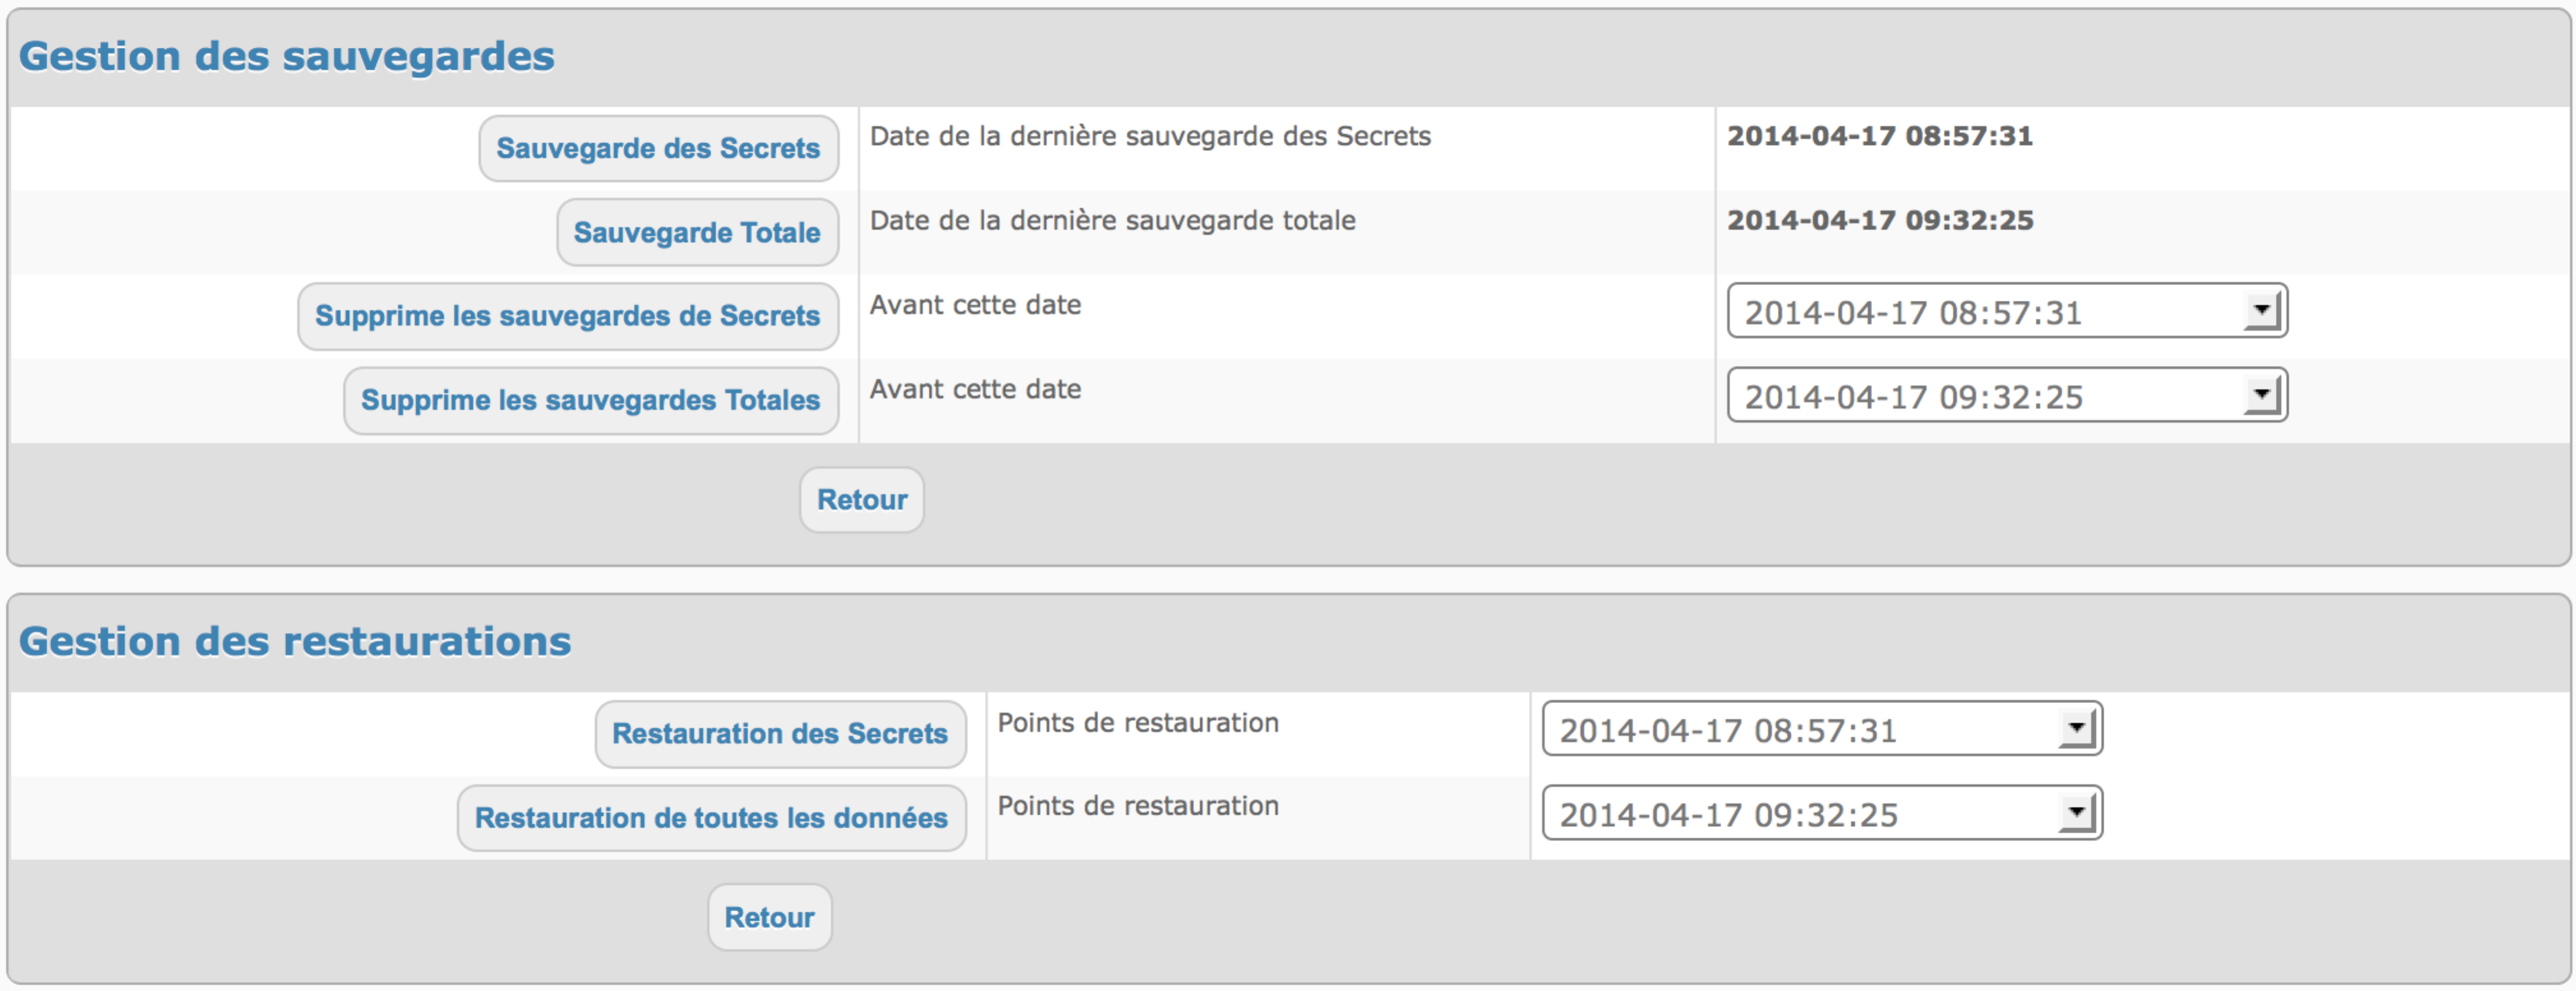 Gestion des sauvegardes
Sauvegarde des Secrets Date de la dernière sauvegarde des Secrets 2014-04-17 08:57:31
Sauvegarde Totale Date de la dernière sauvegarde totale 2014-04-17 09:32:25
Supprime les sauvegardes de Secrets Avant cette date 2014-04-17 08:57:31
Supprime les sauvegardes Totales Avant cette date 2014-04-17 09:32:25
Retour
Gestion des restaurations
Restauration des Secrets Points de restauration 2014-04-17 08:57:31
Restauration de toutes les données Points de restauration 2014-04-17 09:32:25
Retour